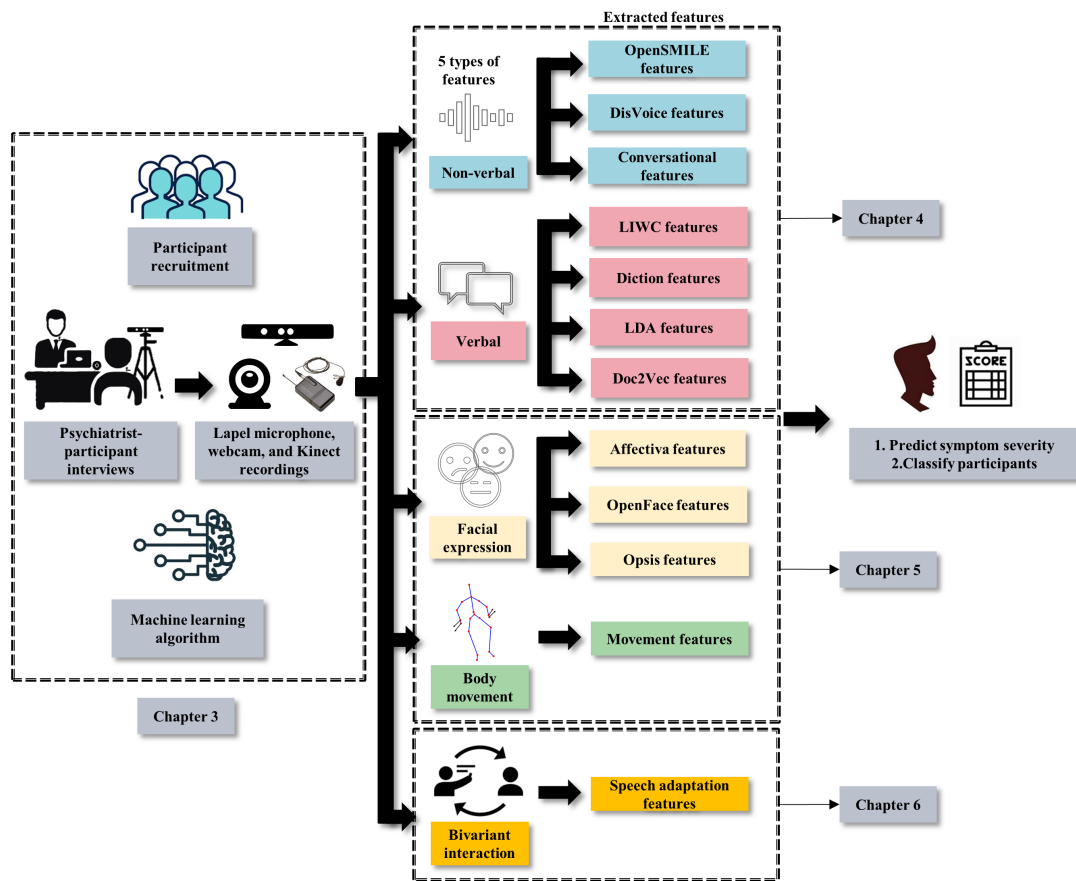 Extracted features
5 types of
features
Non-verbal
OpenSMILE
features
DisVoice features
Conversational
features
Verbal
LIWC features
Diction features
LDA features
Doc2Vec features
Chapter 4
Participant
recruitment
Psychiatrist-
participant
interviews
Lapel microphone,
webcam, and Kinect
recordings
Machine learning
algorithm
Chapter 3
Facial
expression
Affectiva features
OpenFace features
Opsis features
Body
movement
Movement features
Chapter 5
SCORE
1. Predict symptom severity
2.Classify participants
Bivariant
interaction
Speech adaptation
features
Chapter 6